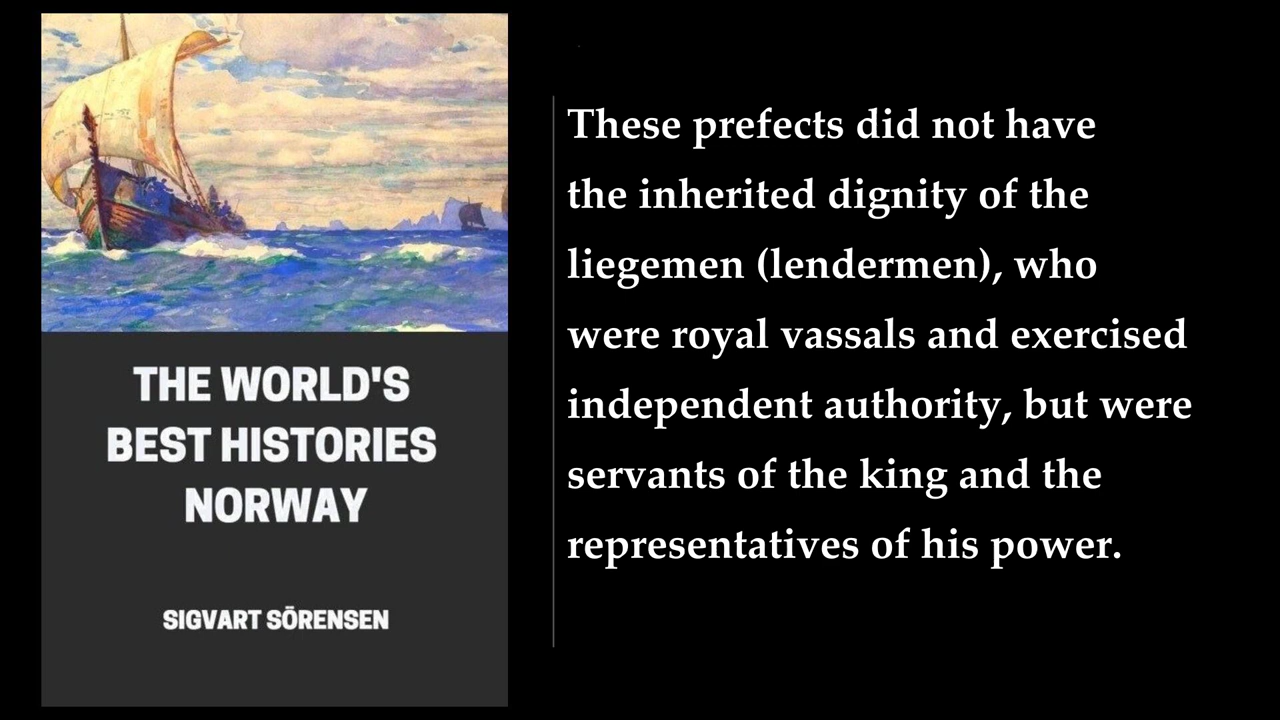 THE WORLD'S
BEST HISTORIES
NORWAY
SIGVART SÖRENSEN
These prefects did not have
the inherited dignity of the
liegemen (lendermen), who
were royal vassals and exercised
independent authority, but were
servants of the king and the
representatives of his power.